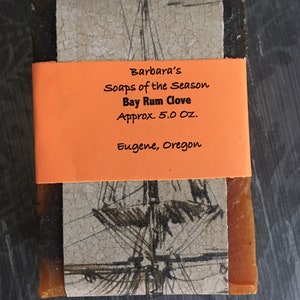 Barbara's
Soaps of the Season
Bay Rum Clove
Approx. 5.0 Oz.
Eugene, Oregon